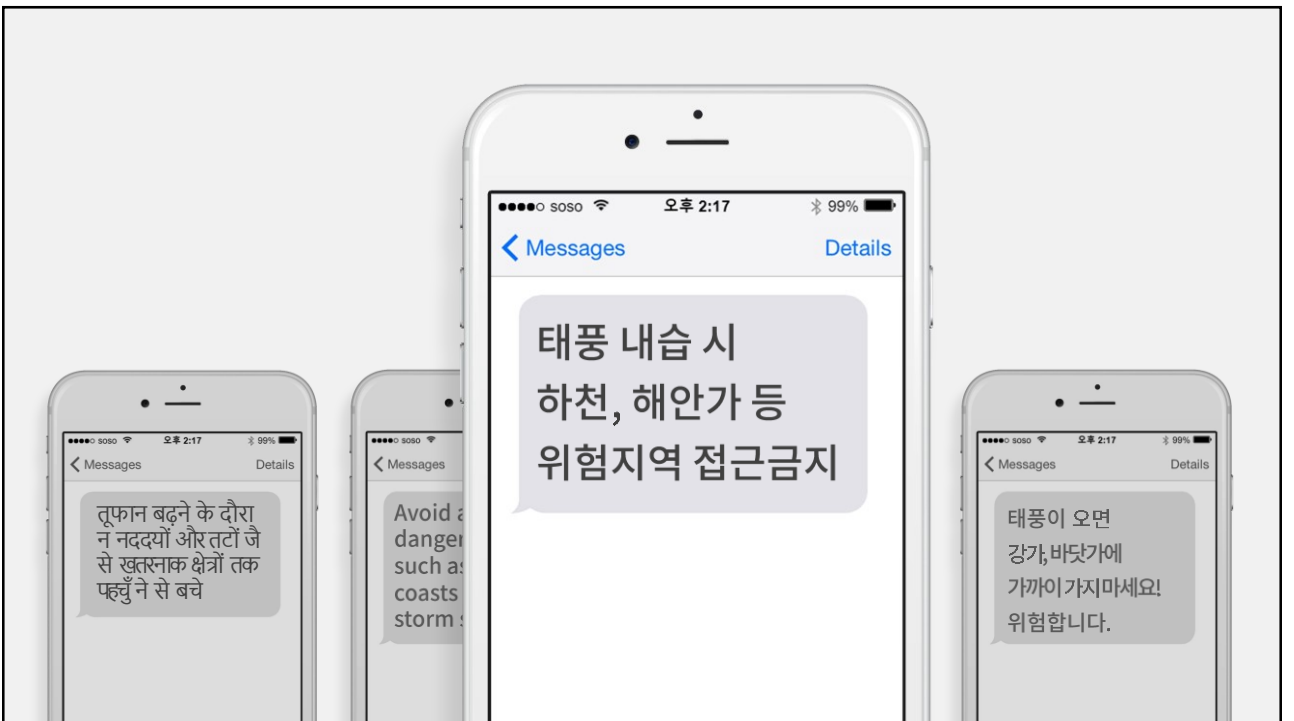 ●●●●○ soso 오후 2:17 99%
Messages Details
तूफान बढ़ने के दौरा
न नददयों और तटों जै
से खतरनाक क्षेत्रों तक
पहचुँ ने से बचे
●●●●○ soso
Messages
Avoid
danger
such as
coasts
storm
●●●●○ soso 오후 2:17 99%
Messages Details
태풍 내습 시
하천, 해안가 등
위험지역 접근금지
●●●●○ soso 오후 2:17 99%
Messages Details
태풍이 오면
강가, 바닷가에
가까이 가지마세요!
위험합니다.